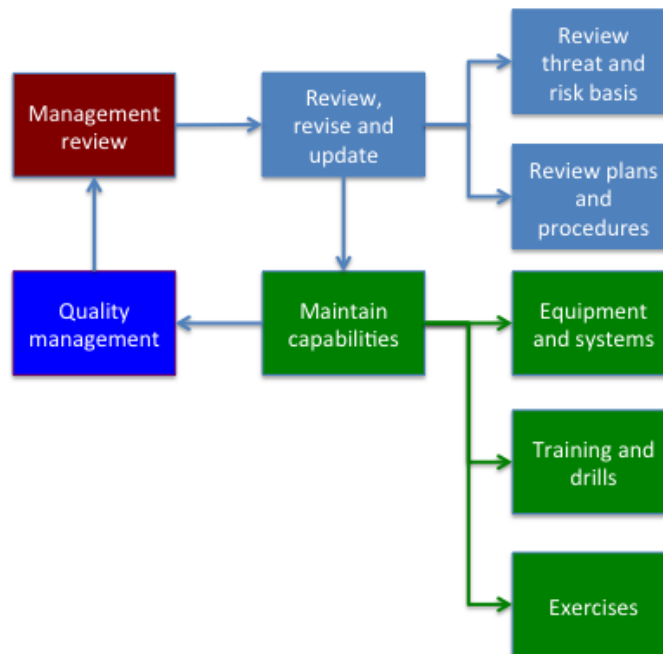 Management
review
Review,
revise and
update
Review
threat and
risk basis
Review plans
and
procedures
Quality
management
Maintain
capabilities
Equipment
and systems
Training and
drills
Exercises